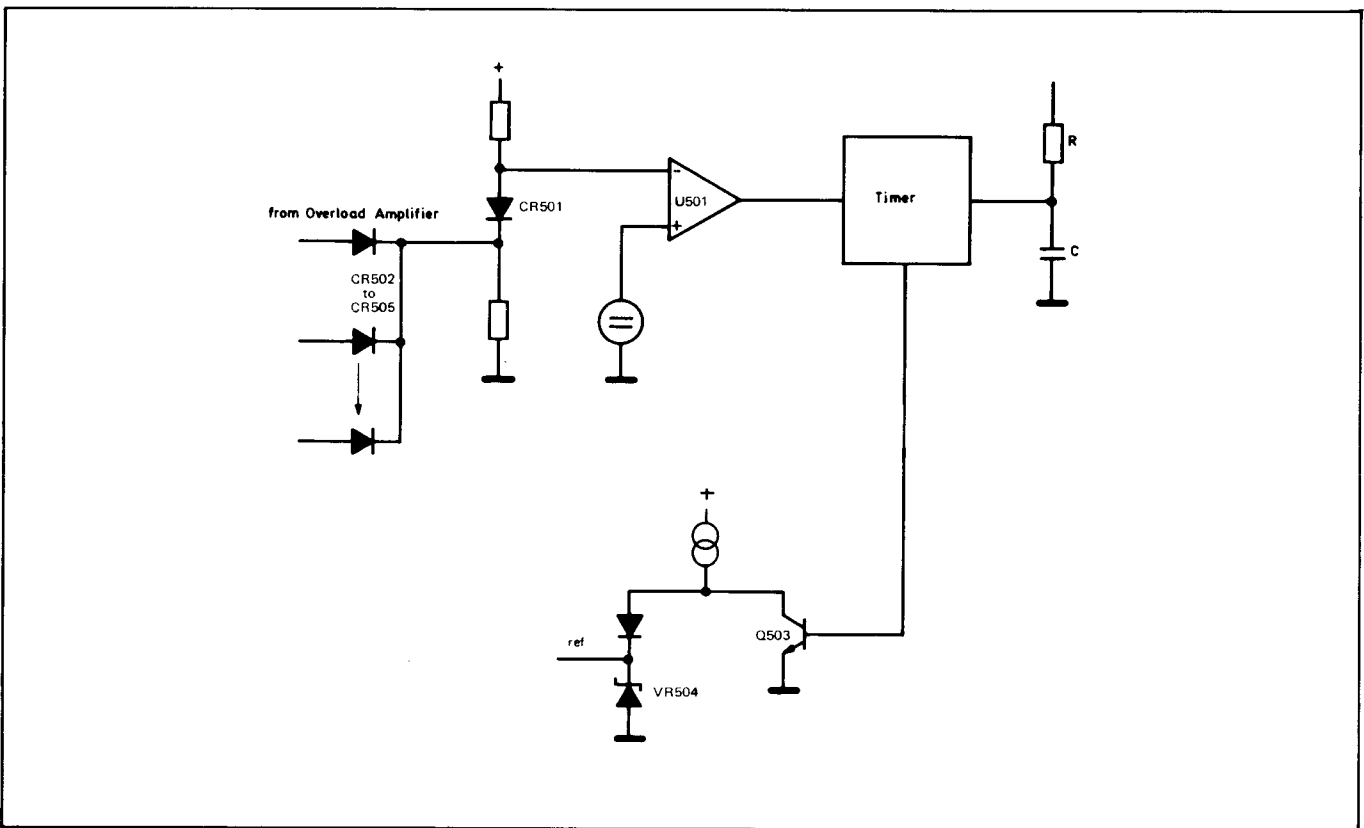 +
R
U501
Timer
CR501
from Overload Amplifier
-
+
CR502
to
CR505
C
+
Q503
ref
VR504